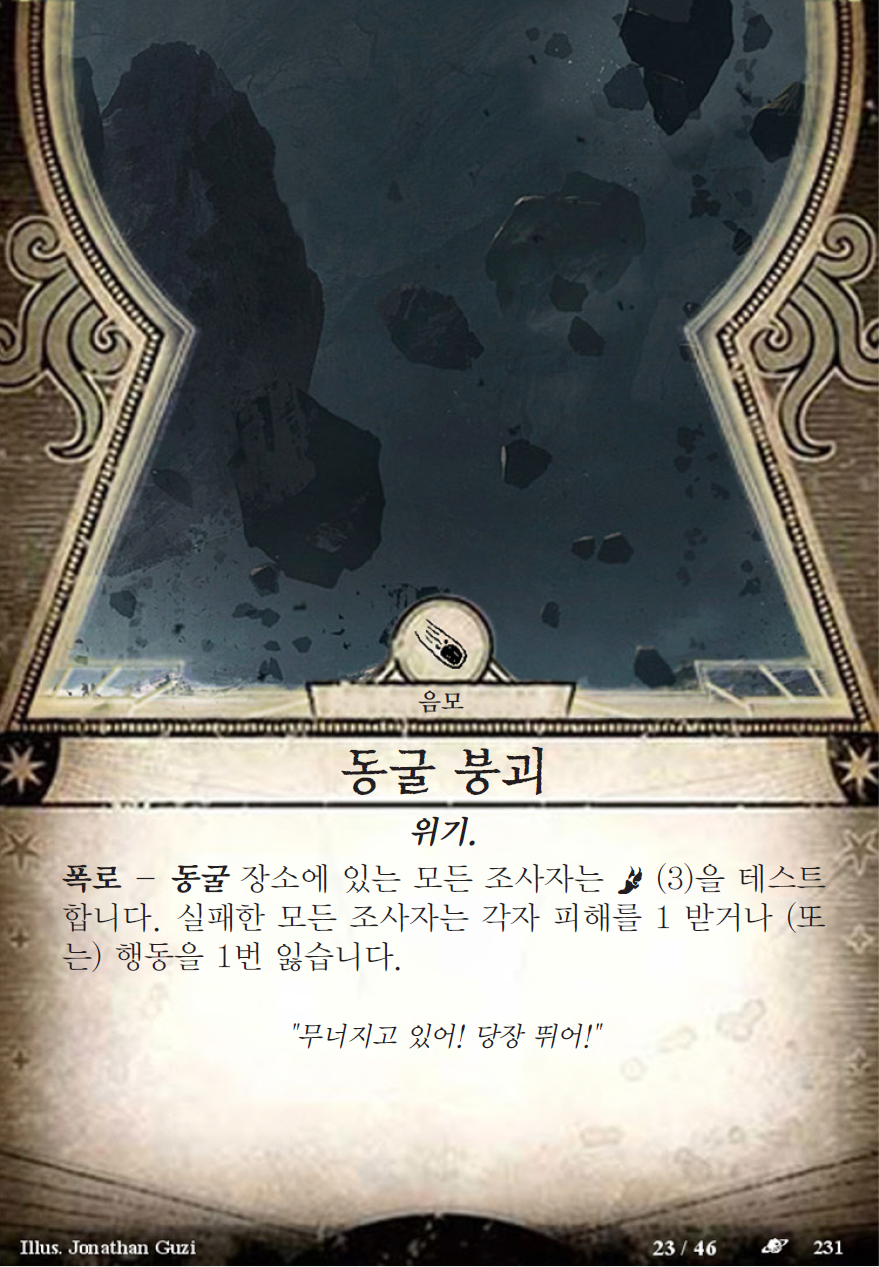 음모
동굴 붕괴
위기.
폭로 – 동굴 장소에 있는 모든 조사자는 (3)을 테스트
합니다. 실패한 모든 조사자는 각자 피해를 1 받거나 (또
는) 행동을 1번 잃습니다.
"무너지고 있어! 당장 뛰어!"
Illus. Jonathan Guzi 23 / 46 231